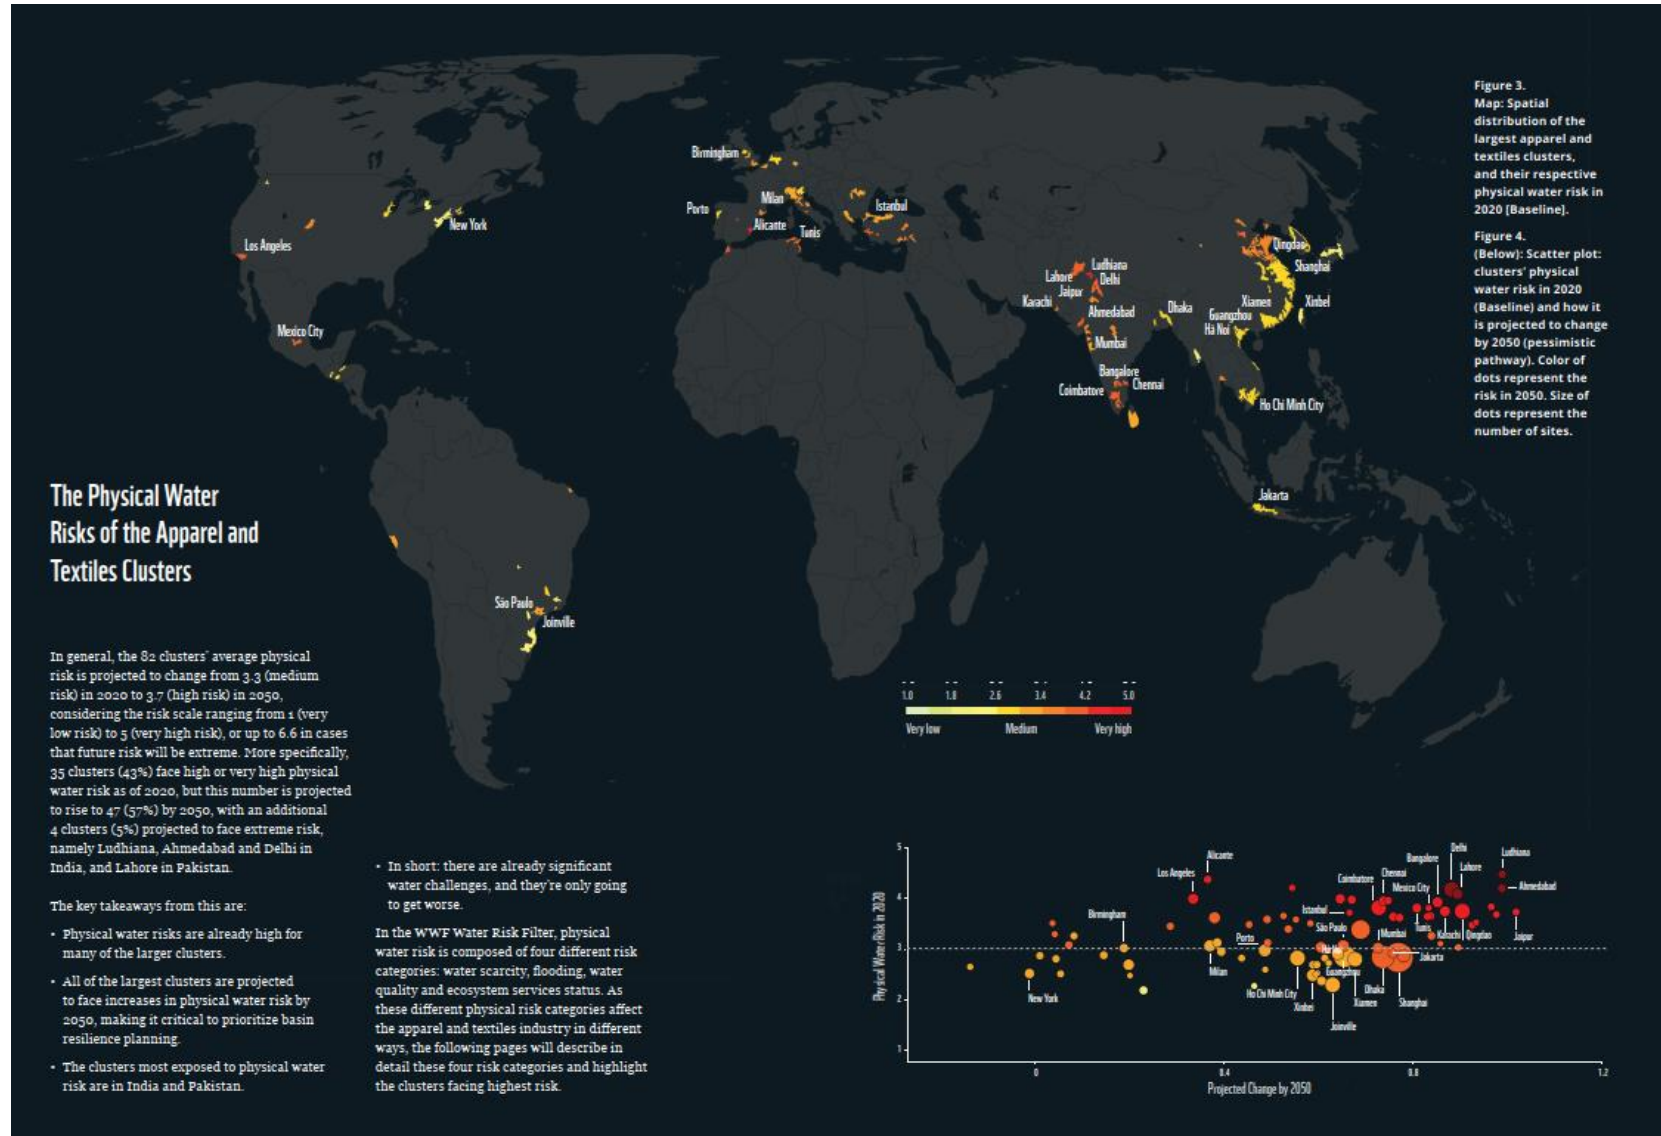 Figure 3.
Map: Spatial
distribution of the
largest apparel and
textiles clusters,
and their respective
physical water risk in
2020 [Baseline].
Figure 4.
(Below): Scatter plot:
clusters' physical
water risk in 2020
(Baseline) and how it
is projected to change
by 2050 (pessimistic
pathway). Color of
dots represent the
risk in 2050. Size of
dots represent the
number of sites.
Birmingham
Milan
Porto
Istanbul
Alicante
Tunis
New York
Los Angeles
Mexico City
Qingdao
Shanghai
Ludhiana
Lahore
Delhi
Jaipur
Karachi
Ahmedabad
Dhaka
Xiamen
Xinbei
Guangzhou
Hà Noi
Mumbai
Bangalore
Chennai
Coimbatore
Ho Chi Minh City
Jakarta
São Paulo
Joinville
The Physical Water
Risks of the Apparel and
Textiles Clusters
In general, the 82 clusters' average physical
risk is projected to change from 3.3 (medium
risk) in 2020 to 3.7 (high risk) in 2050,
considering the risk scale ranging from 1 (very
low risk) to 5 (very high risk), or up to 6.6 in cases
that future risk will be extreme. More specifically,
35 clusters (43%) face high or very high physical
water risk as of 2020, but this number is projected
to rise to 47 (57%) by 2050, with an additional
4 clusters (5%) projected to face extreme risk,
namely Ludhiana, Ahmedabad and Delhi in
India, and Lahore in Pakistan.
The key takeaways from this are:
• Physical water risks are already high for
many of the larger clusters.
• All of the largest clusters are projected
to face increases in physical water risk by
2050, making it critical to prioritize basin
resilience planning.
• The clusters most exposed to physical water
risk are in India and Pakistan.
• In short: there are already significant
water challenges, and they're only going
to get worse.
In the WWF Water Risk Filter, physical
water risk is composed of four different risk
categories: water scarcity, flooding, water
quality and ecosystem services status. As
these different physical risk categories affect
the apparel and textiles industry in different
ways, the following pages will describe in
detail these four risk categories and highlight
the clusters facing highest risk.
1.0 1.8 2.6 3.4 4.2 5.0
Very low Medium Very high
Physical Water Risk in 2020
5
4
3
2
1
Alicante
Los Angeles
Birmingham
New York
Milan
Porto
Istanbul
São Paulo
Coimbatore
Chennai
Mexico City
Bangalore
Delhi
Lahore
Ludhiana
Ahmedabad
Mumbai
Tunis
Karachi
Qingdao
Jaipur
Jakarta
Guangzhou
Ho Chi Minh City
Xinbei
Joinville
Xiamen
Dhaka
Shanghai
0 0.4 0.8 1.2
Projected Change by 2050